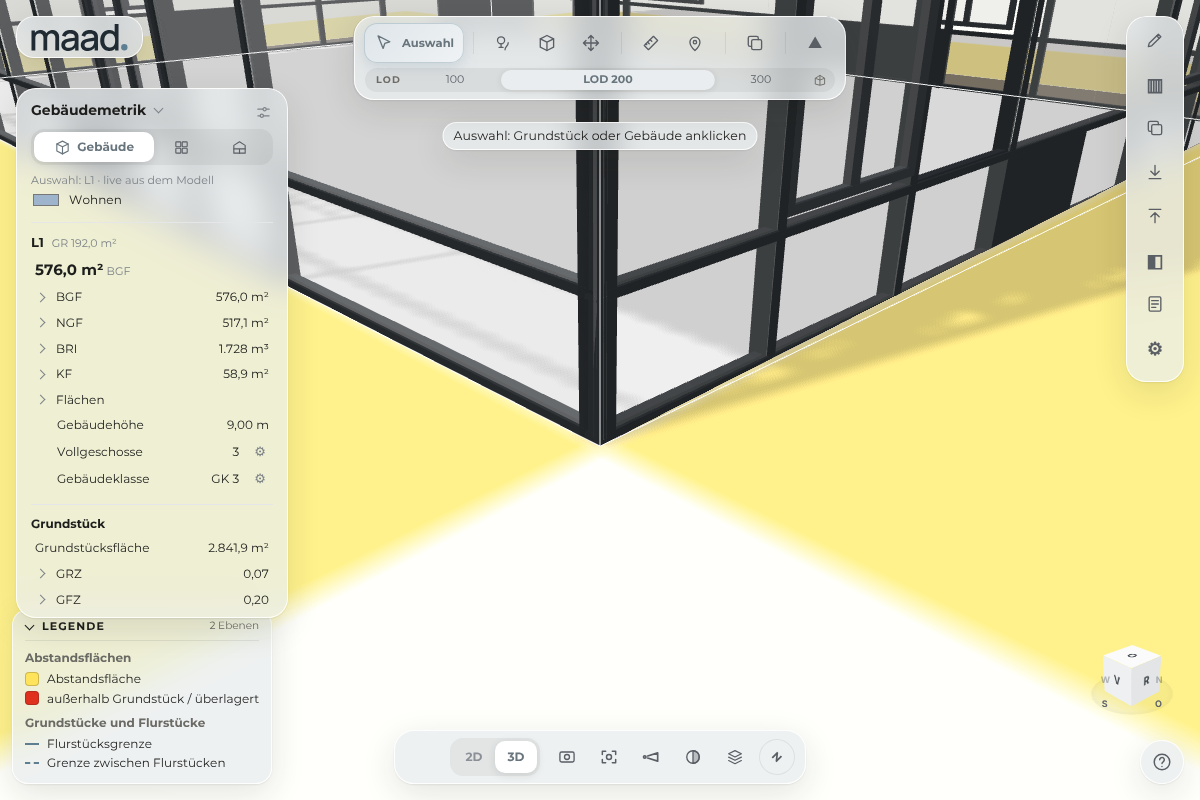 maad.
Auswahl
LOD 100 LOD 200 300
Auswahl: Grundstück oder Gebäude anklicken
Gebäudemetrik
Gebäude
Auswahl: L1 · live aus dem Modell
Wohnen
L1 GR 192,0 m²
576,0 m² BGF
BGF 576,0 m²
NGF 517,1 m²
BRI 1.728 m³
KF 58,9 m²
Flächen
Gebäudehöhe 9,00 m
Vollgeschosse 3
Gebäudeklasse GK 3
Grundstück
Grundstücksfläche 2.841,9 m²
GRZ 0,07
GFZ 0,20
LEGENDE 2 Ebenen
Abstandsflächen
Abstandsfläche
außerhalb Grundstück / überlagert
Grundstücke und Flurstücke
Flurstücksgrenze
Grenze zwischen Flurstücken
2D 3D
O
W V R N
S O